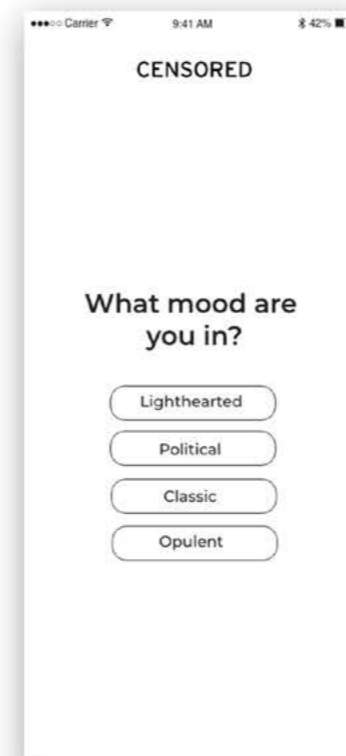 Carrier 9:41 AM 42%
CENSORED
What mood are
you in?
Lighthearted
Political
Classic
Opulent